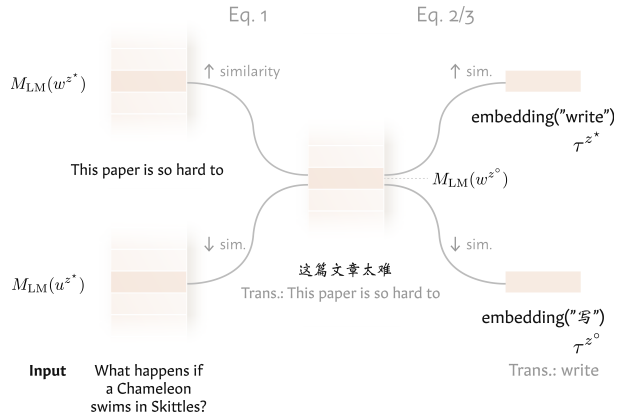 Eq. 1
Eq. 2/3
M_LM(w^{z*})
↑ similarity
↑ sim.
embedding("write")
τ^{z*}
This paper is so hard to
M_LM(w^{z°})
M_LM(u^{z*})
↓ sim.
↓ sim.
这篇文章太难
Trans.: This paper is so hard to
embedding("写")
τ^{z°}
Input
What happens if
a Chameleon
swims in Skittles?
Trans.: write